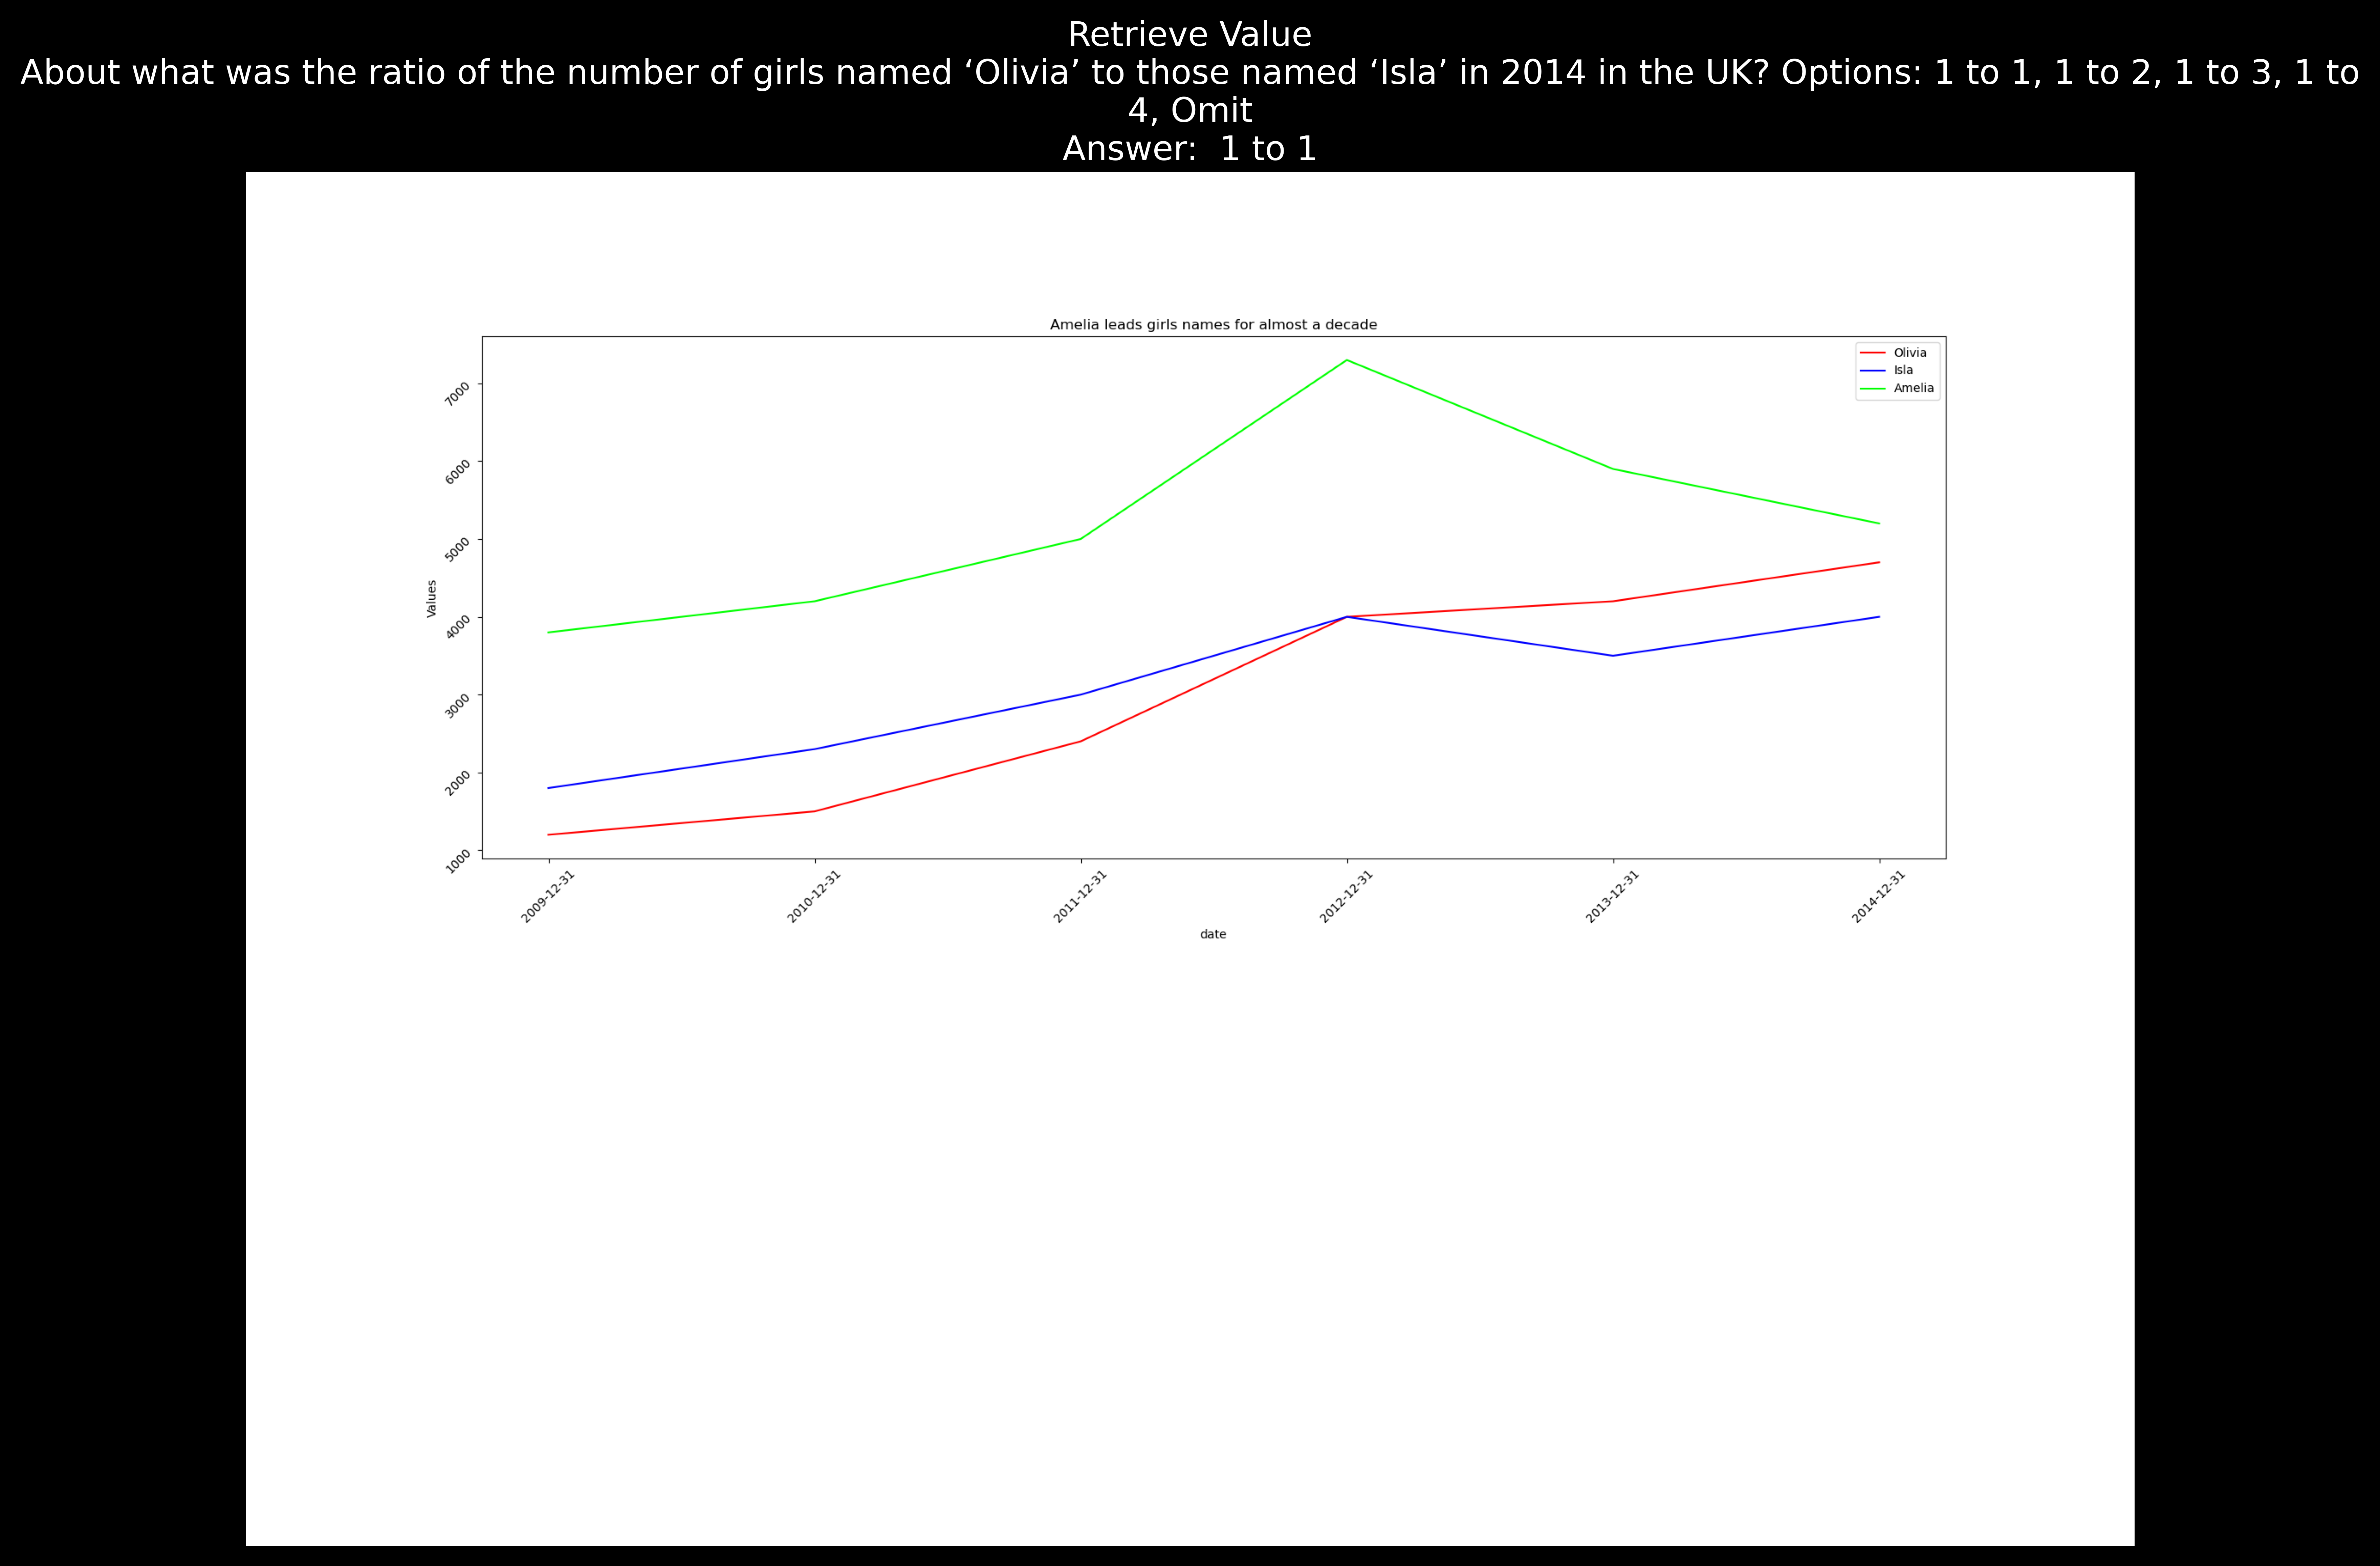 Retrieve Value
About what was the ratio of the number of girls named ‘Olivia’ to those named ‘Isla’ in 2014 in the UK? Options: 1 to 1, 1 to 2, 1 to 3, 1 to
4, Omit
Answer:  1 to 1
Amelia leads girls names for almost a decade
Olivia
Isla
Amelia
7000
6000
5000
4000
3000
2000
1000
Values
2009-12-31
2010-12-31
2011-12-31
2012-12-31
2013-12-31
2014-12-31
date